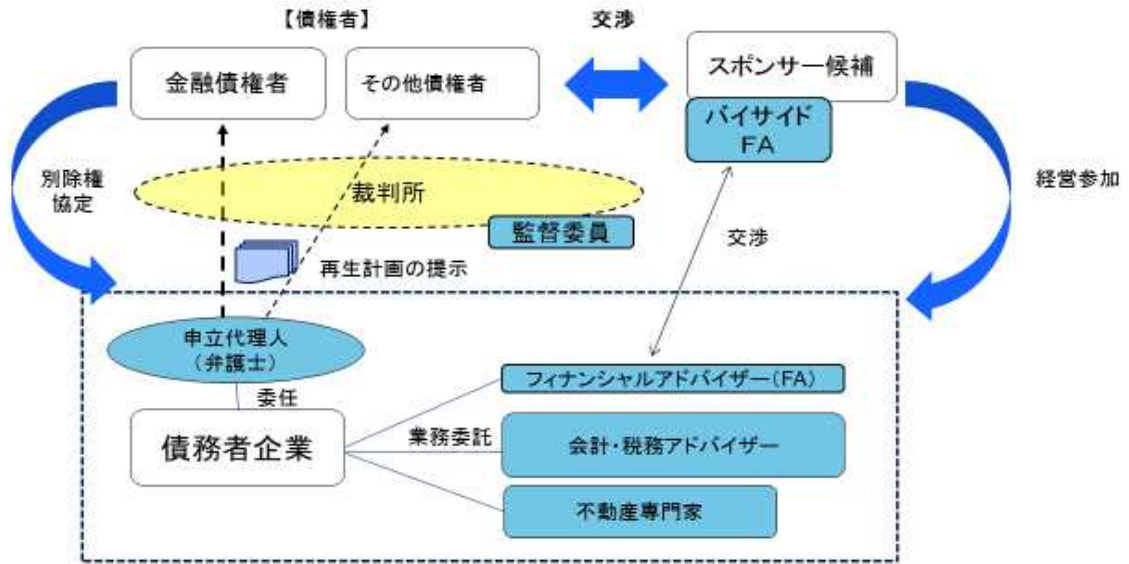 【債権者】
交渉
金融債権者
その他債権者
スポンサー候補
バイサイド
FA
別除権
協定
裁判所
監督委員
経営参加
交渉
再生計画の提示
申立代理人
(弁護士)
委任
フィナンシャルアドバイザー(FA)
債務者企業
業務委託
会計・税務アドバイザー
不動産専門家